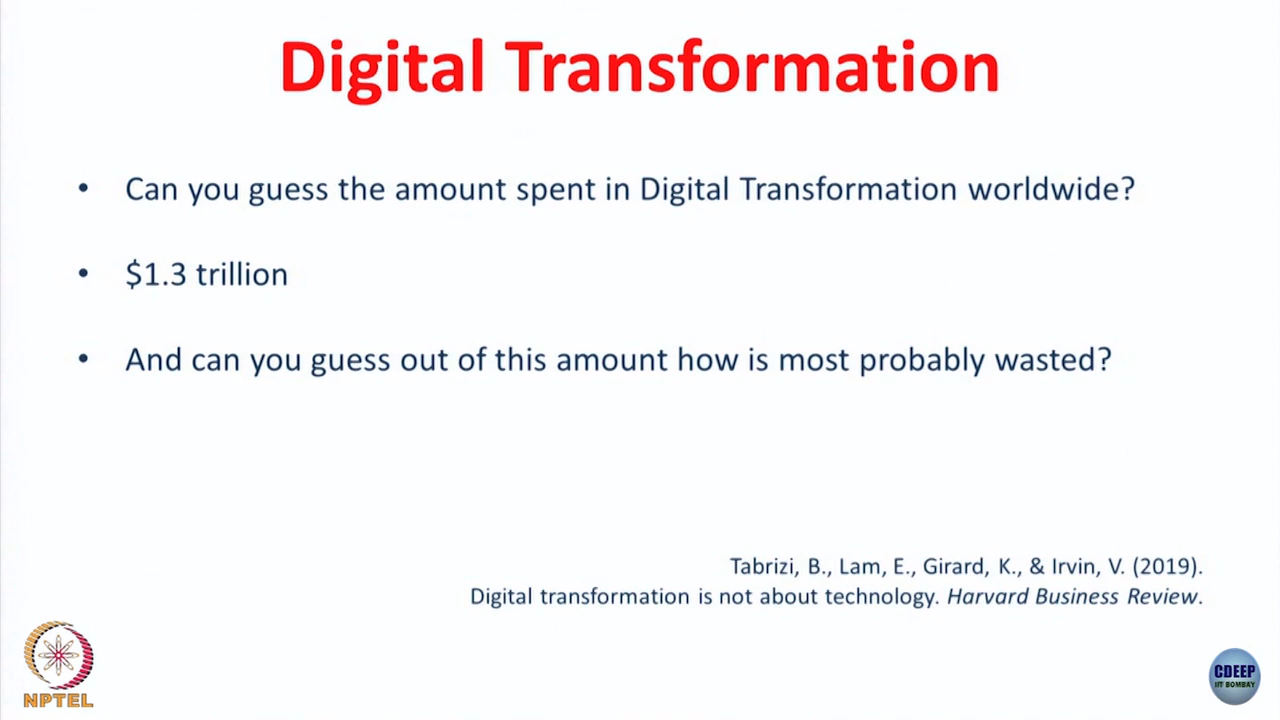 Digital Transformation
• Can you guess the amount spent in Digital Transformation worldwide?
• $1.3 trillion
• And can you guess out of this amount how is most probably wasted?
Tabrizi, B., Lam, E., Girard, K., & Irvin, V. (2019).
Digital transformation is not about technology. Harvard Business Review.
NPTEL
CDEEP
IIT BOMBAY